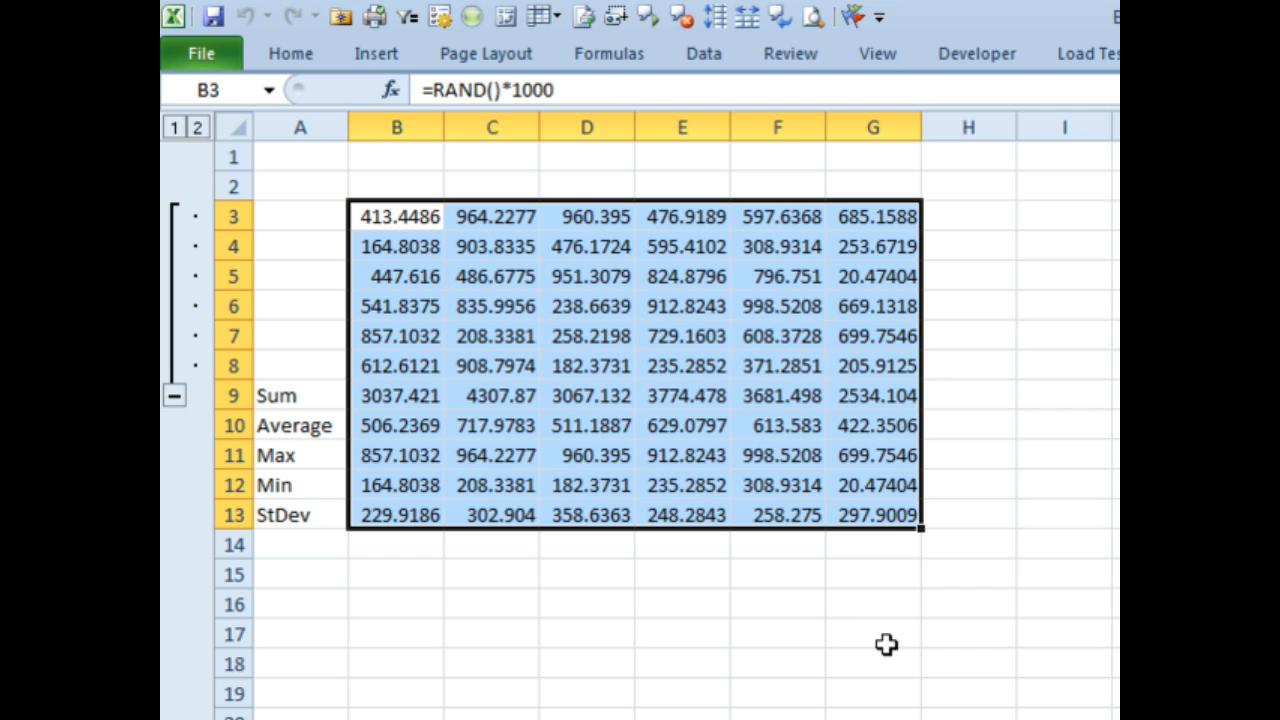 E
File Home Insert Page Layout Formulas Data Review View Developer Load Tes
B3 fx =RAND()*1000
1 2 A B C D E F G H I
1
2
3 413.4486 964.2277 960.395 476.9189 597.6368 685.1588
4 164.8038 903.8335 476.1724 595.4102 308.9314 253.6719
5 447.616 486.6775 951.3079 824.8796 796.751 20.47404
6 541.8375 835.9956 238.6639 912.8243 998.5208 669.1318
7 857.1032 208.3381 258.2198 729.1603 608.3728 699.7546
8 612.6121 908.7974 182.3731 235.2852 371.2851 205.9125
9 Sum 3037.421 4307.87 3067.132 3774.478 3681.498 2534.104
10 Average 506.2369 717.9783 511.1887 629.0797 613.583 422.3506
11 Max 857.1032 964.2277 960.395 912.8243 998.5208 699.7546
12 Min 164.8038 208.3381 182.3731 235.2852 308.9314 20.47404
13 StDev 229.9186 302.904 358.6363 248.2843 258.275 297.9009
14
15
16
17
18
19